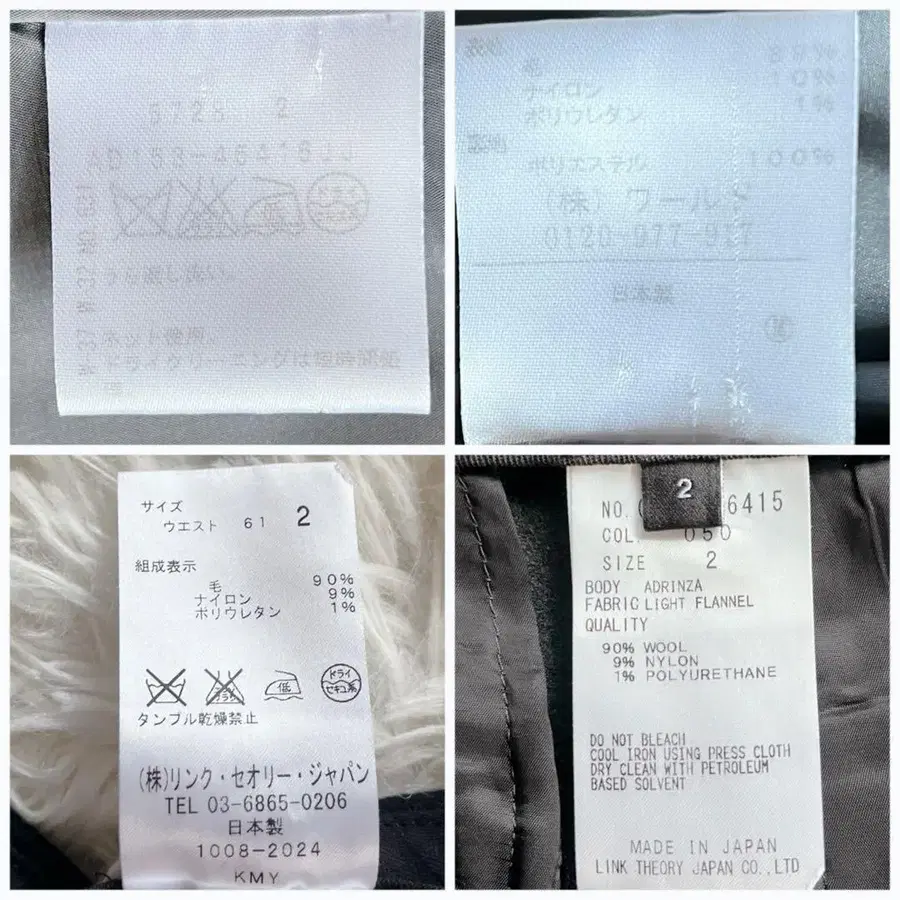 5728 2
うら返し洗い。
ネット使用。
ドライクリーニングは短時間処
理
表地
毛
ナイロン 10%
ポリウレタン 1%
裏地
ポリエステル 100%
(株) ワールド
0120-977-917
日本製
サイズ
ウエスト 61 2
組成表示
毛 90%
ナイロン 9%
ポリウレタン 1%
低
ドライ
セキユ系
タンブル乾燥禁止
(株)リンク・セオリー・ジャパン
TEL 03-6865-0206
日本製
1008-2024
KMY
2
NO. 6415
COL. 050
SIZE 2
BODY ADRINZA
FABRIC LIGHT FLANNEL
QUALITY
90% WOOL
9% NYLON
1% POLYURETHANE
DO NOT BLEACH
COOL IRON USING PRESS CLOTH
DRY CLEAN WITH PETROLEUM
BASED SOLVENT
MADE IN JAPAN
LINK THEORY JAPAN CO.,LTD